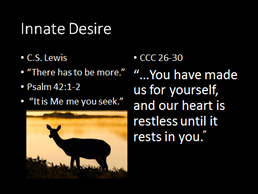 Innate Desire
• C.S. Lewis
• “There has to be more.”
• Psalm 42:1-2
• “It is Me me you seek.”
• CCC 26-30
“...You have made
us for yourself,
and our heart is
restless until it
rests in you.”